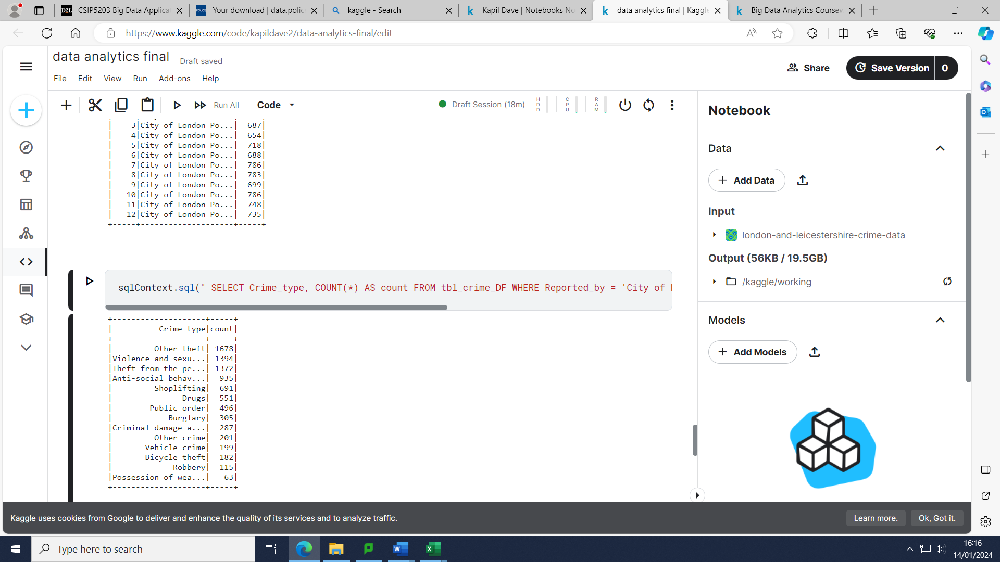 CSIP5203 Big Data Applicat
Your download | data.polic
kaggle - Search
Kapil Dave | Notebooks No
data analytics final | Kaggle
Big Data Analytics Coursew
https://www.kaggle.com/code/kapildave2/data-analytics-final/edit
data analytics final
Draft saved
File Edit View Run Add-ons Help
Share
Save Version 0
Run All
Code
Draft Session (18m)
HDD
CPU
RAM
| 3|City of London Po...| 687|
| 4|City of London Po...| 654|
| 5|City of London Po...| 718|
| 6|City of London Po...| 688|
| 7|City of London Po...| 786|
| 8|City of London Po...| 783|
| 9|City of London Po...| 699|
| 10|City of London Po...| 786|
| 11|City of London Po...| 748|
| 12|City of London Po...| 735|
+-----+--------------------+-----+
sqlContext.sql(" SELECT Crime_type, COUNT(*) AS count FROM tbl_crime_DF WHERE Reported_by = 'City of
+--------------------+-----+
| Crime_type|count|
+--------------------+-----+
| Other theft| 1678|
|Violence and sexu...| 1394|
|Theft from the pe...| 1372|
|Anti-social behav...| 935|
| Shoplifting| 691|
| Drugs| 551|
| Public order| 496|
| Burglary| 305|
|Criminal damage a...| 287|
| Other crime| 201|
| Vehicle crime| 199|
| Bicycle theft| 182|
| Robbery| 115|
|Possession of wea...| 63|
+--------------------+-----+
Notebook
Data
Add Data
Input
london-and-leicestershire-crime-data
Output (56KB / 19.5GB)
/kaggle/working
Models
Add Models
Kaggle uses cookies from Google to deliver and enhance the quality of its services and to analyze traffic.
Learn more.
Ok, Got it.
Type here to search
16:16
14/01/2024